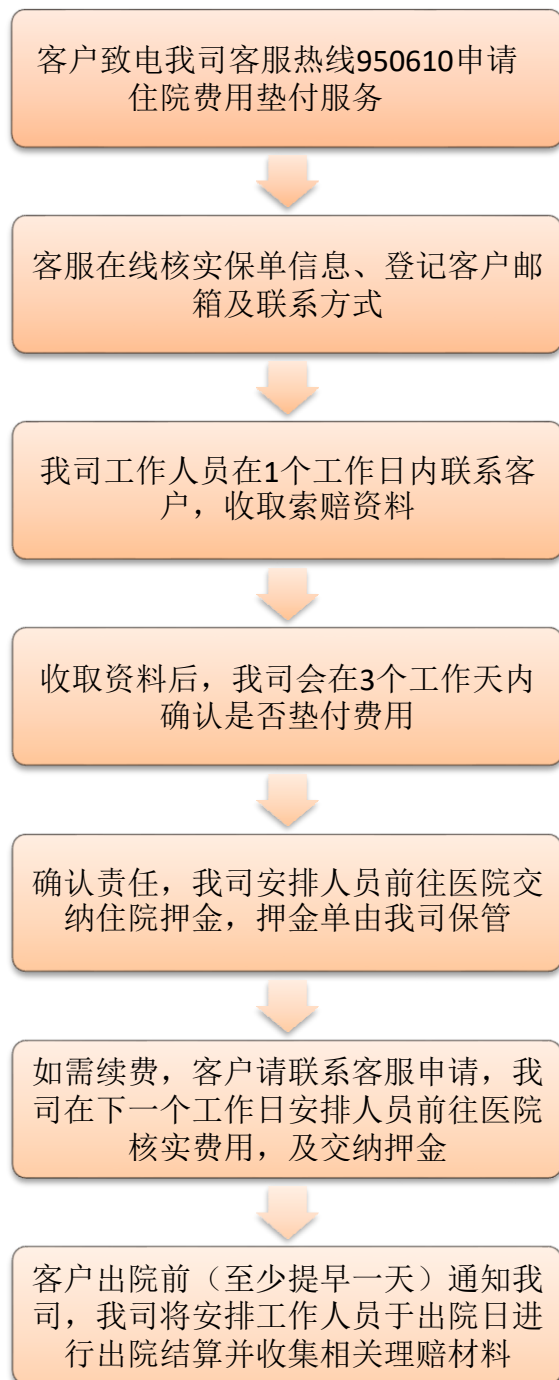 客户致电我司客服热线950610申请
住院费用垫付服务
客服在线核实保单信息、登记客户邮
箱及联系方式
我司工作人员在1个工作日内联系客
户，收取索赔资料
收取资料后，我司会在3个工作天内
确认是否垫付费用
确认责任，我司安排人员前往医院交
纳住院押金，押金单由我司保管
如需续费，客户请联系客服申请，我
司在下一个工作日安排人员前往医院
核实费用，及交纳押金
客户出院前（至少提早一天）通知我
司，我司将安排工作人员于出院日进
行出院结算并收集相关理赔材料